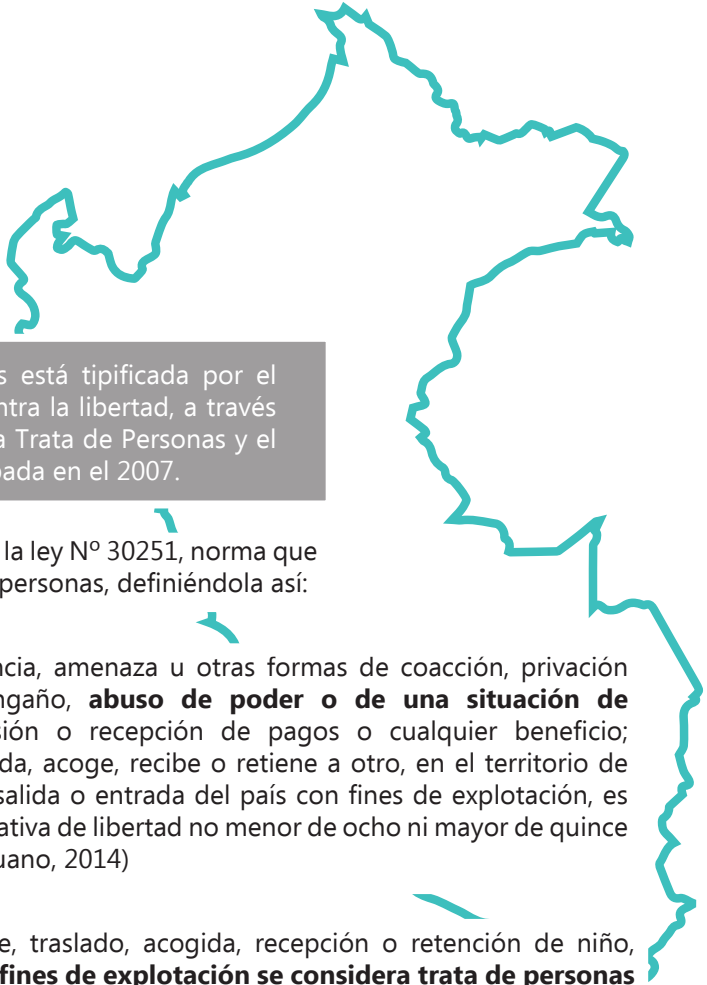 s está tipificada por el
ntra la libertad, a través
a Trata de Personas y el
bada en el 2007.
la ley Nº 30251, norma que
personas, definiéndola así:
ncia, amenaza u otras formas de coacción, privación
ngaño, abuso de poder o de una situación de
sión o recepción de pagos o cualquier beneficio;
da, acoge, recibe o retiene a otro, en el territorio de
salida o entrada del país con fines de explotación, es
ativa de libertad no menor de ocho ni mayor de quince
uano, 2014)
e, traslado, acogida, recepción o retención de niño,
fines de explotación se considera trata de personas